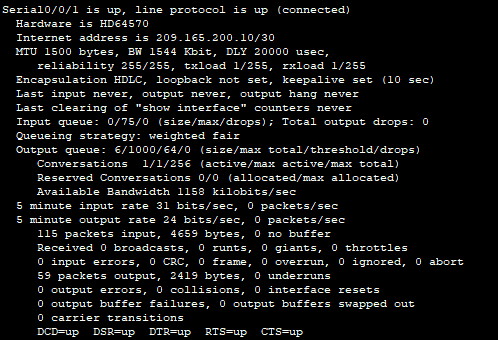 Serial0/0/1 is up, line protocol is up (connected)
Hardware is HD64570
Internet address is 209.165.200.10/30
MTU 1500 bytes, BW 1544 Kbit, DLY 20000 usec,
reliability 255/255, txload 1/255, rxload 1/255
Encapsulation HDLC, loopback not set, keepalive set (10 sec)
Last input never, output never, output hang never
Last clearing of "show interface" counters never
Input queue: 0/75/0 (size/max/drops); Total output drops: 0
Queueing strategy: weighted fair
Output queue: 6/1000/64/0 (size/max total/threshold/drops)
Conversations 1/1/256 (active/max active/max total)
Reserved Conversations 0/0 (allocated/max allocated)
Available Bandwidth 1158 kilobits/sec
5 minute input rate 31 bits/sec, 0 packets/sec
5 minute output rate 24 bits/sec, 0 packets/sec
115 packets input, 4659 bytes, 0 no buffer
Received 0 broadcasts, 0 runts, 0 giants, 0 throttles
0 input errors, 0 CRC, 0 frame, 0 overrun, 0 ignored, 0 abort
59 packets output, 2419 bytes, 0 underruns
0 output errors, 0 collisions, 0 interface resets
0 output buffer failures, 0 output buffers swapped out
0 carrier transitions
DCD=up DSR=up DTR=up RTS=up CTS=up